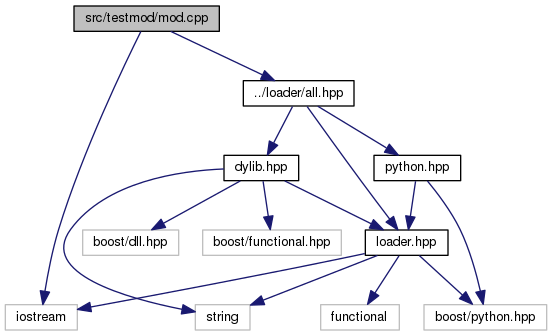 src/testmod/mod.cpp
../loader/all.hpp
dylib.hpp
python.hpp
boost/dll.hpp
boost/functional.hpp
loader.hpp
iostream
string
functional
boost/python.hpp